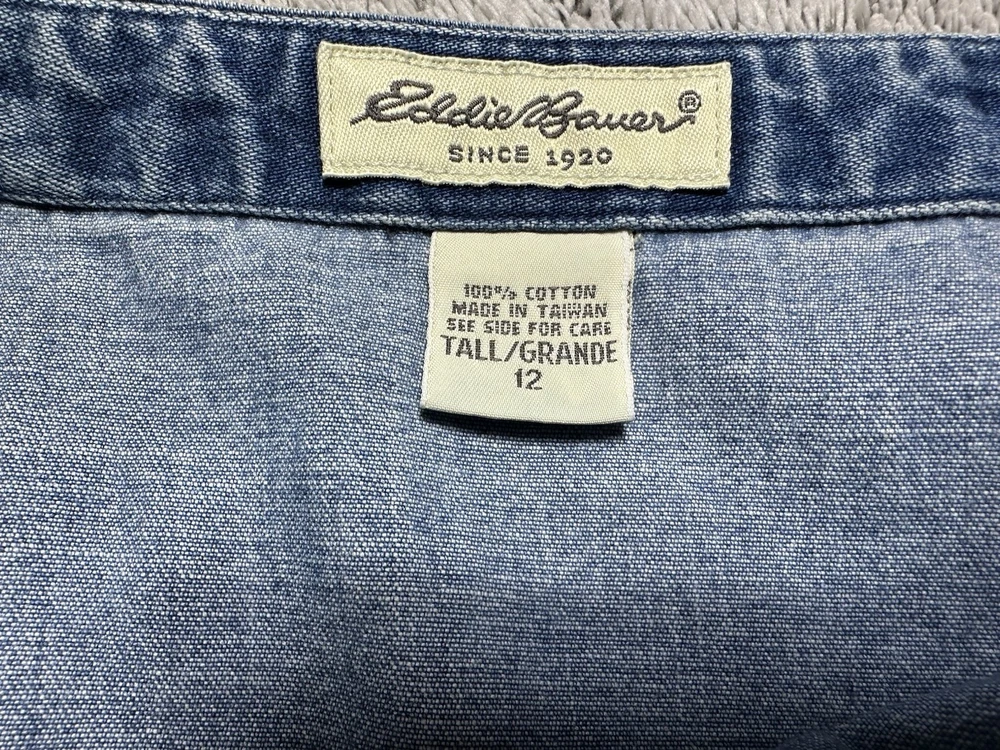 Eddie Bauer®
SINCE 1920
100% COTTON
MADE IN TAIWAN
SEE SIDE FOR CARE
TALL/GRANDE
12